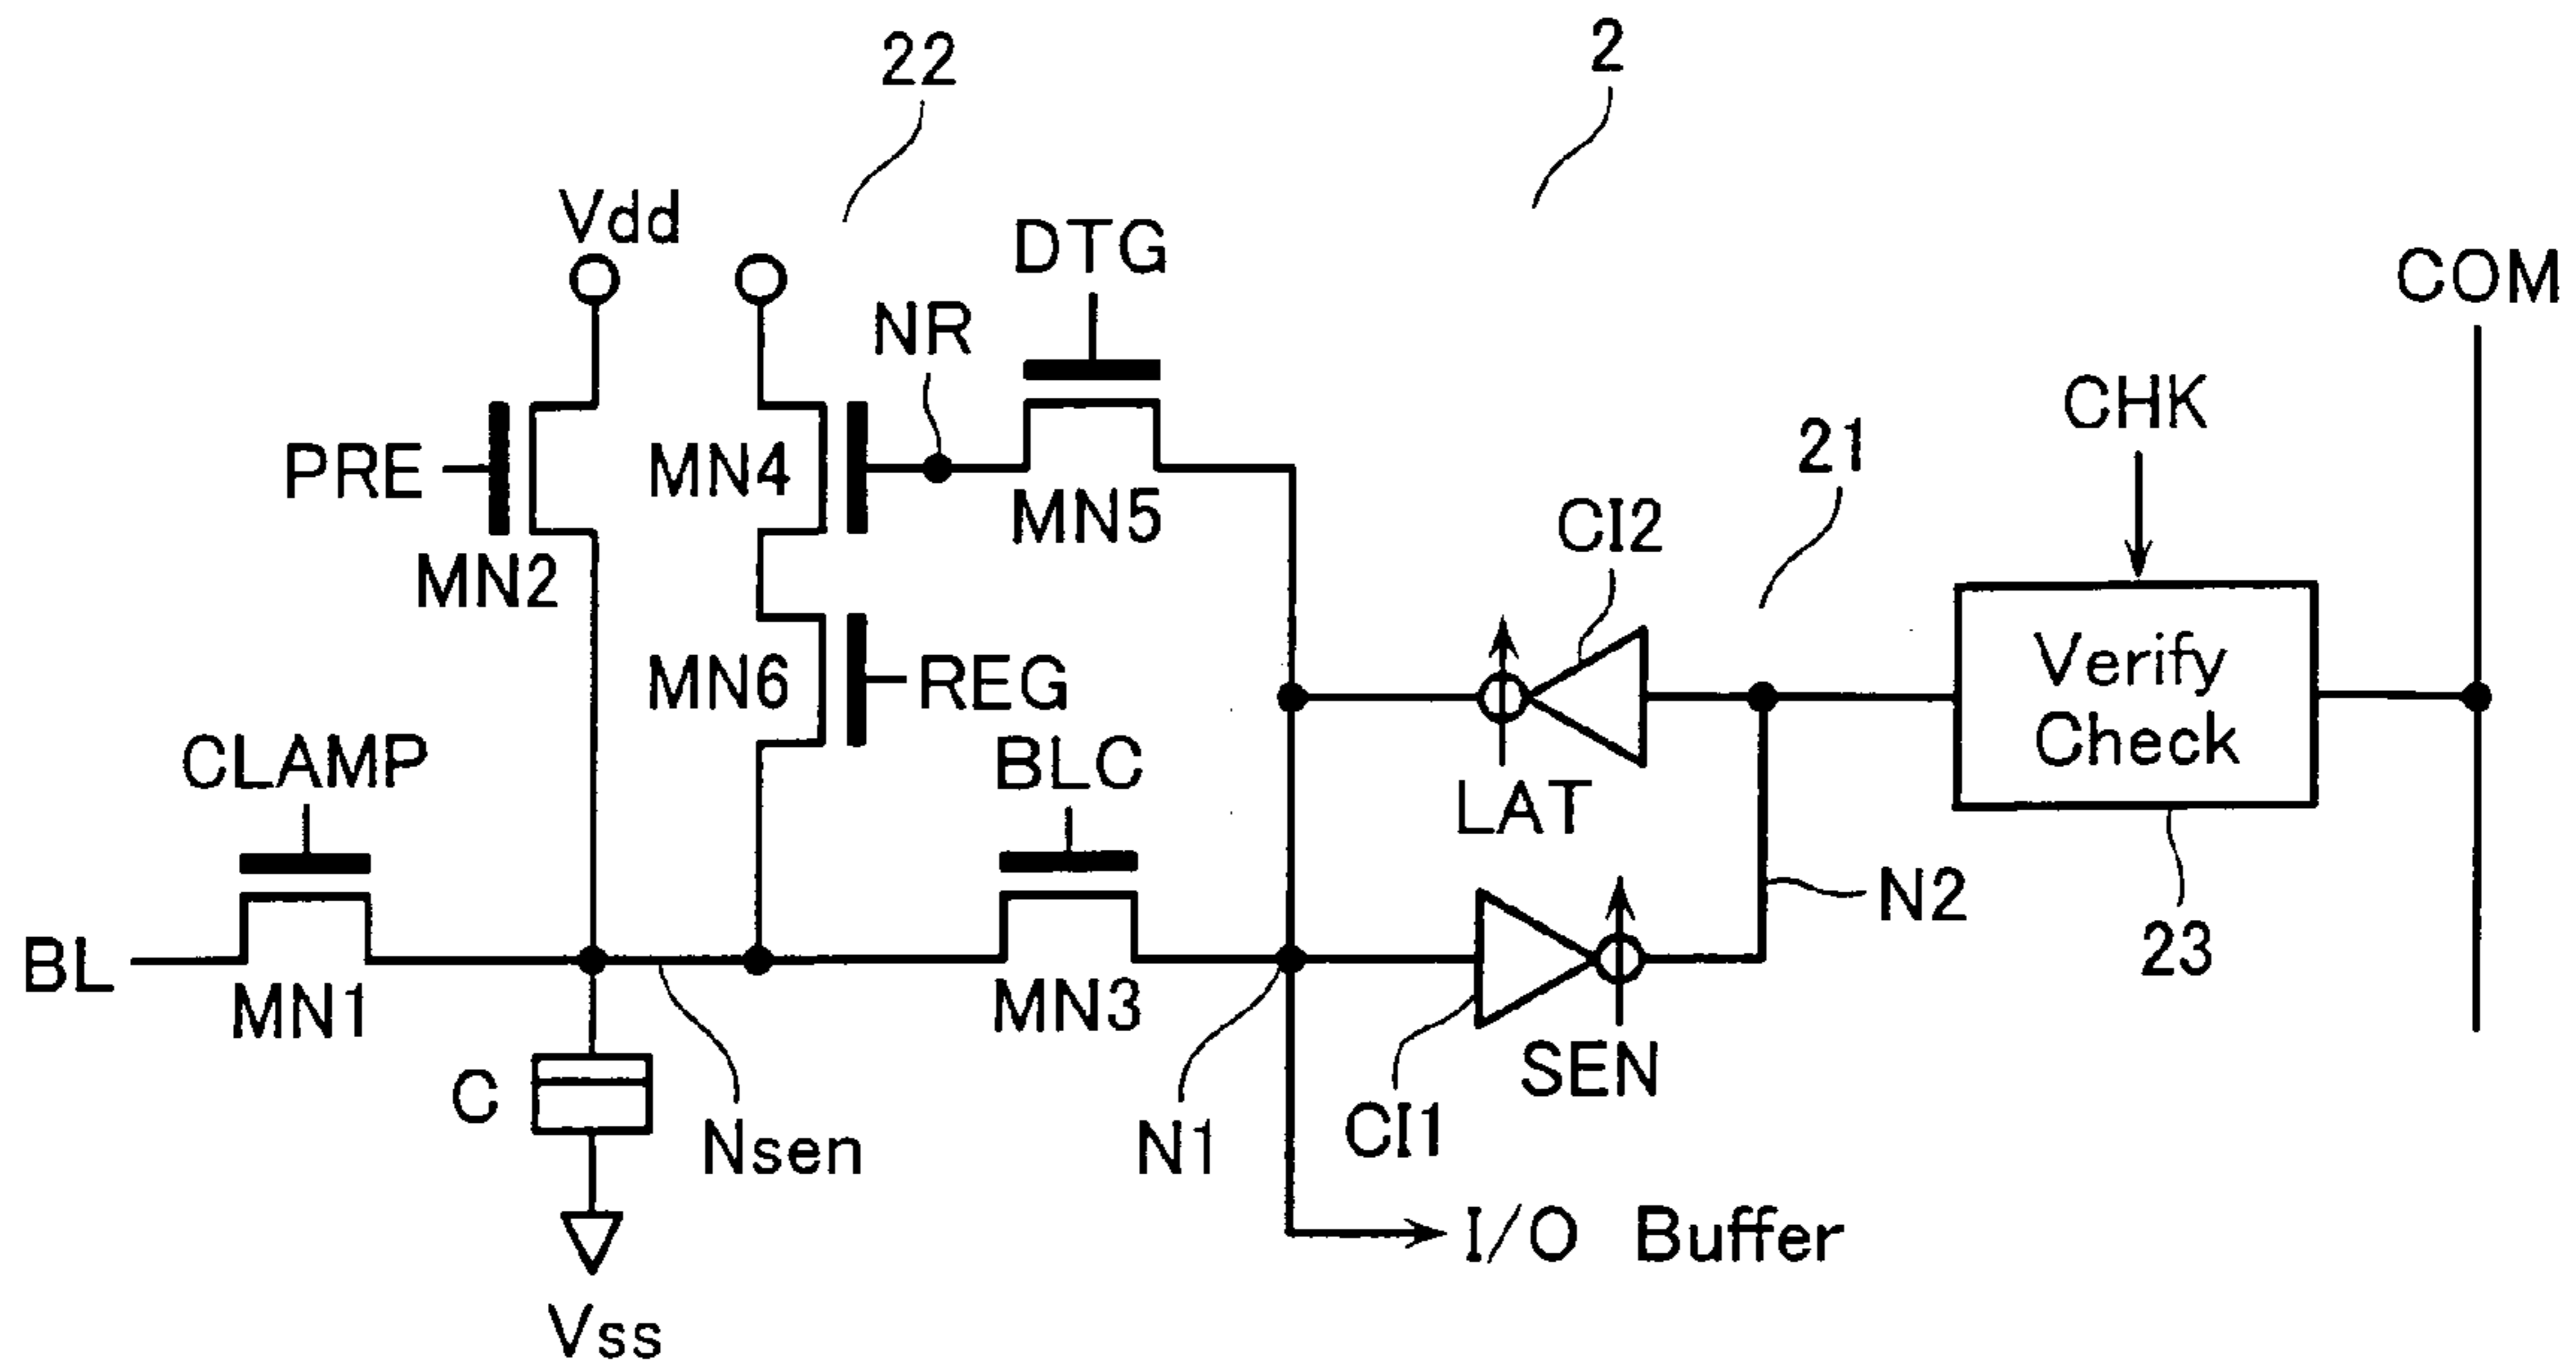 22
2
Vdd
DTG
COM
NR
CHK
PRE
MN4
21
MN5
CI2
MN2
Verify
Check
MN6
REG
CLAMP
BLC
LAT
N2
BL
23
MN1
MN3
SEN
C
CI1
Nsen
N1
I/O Buffer
Vss